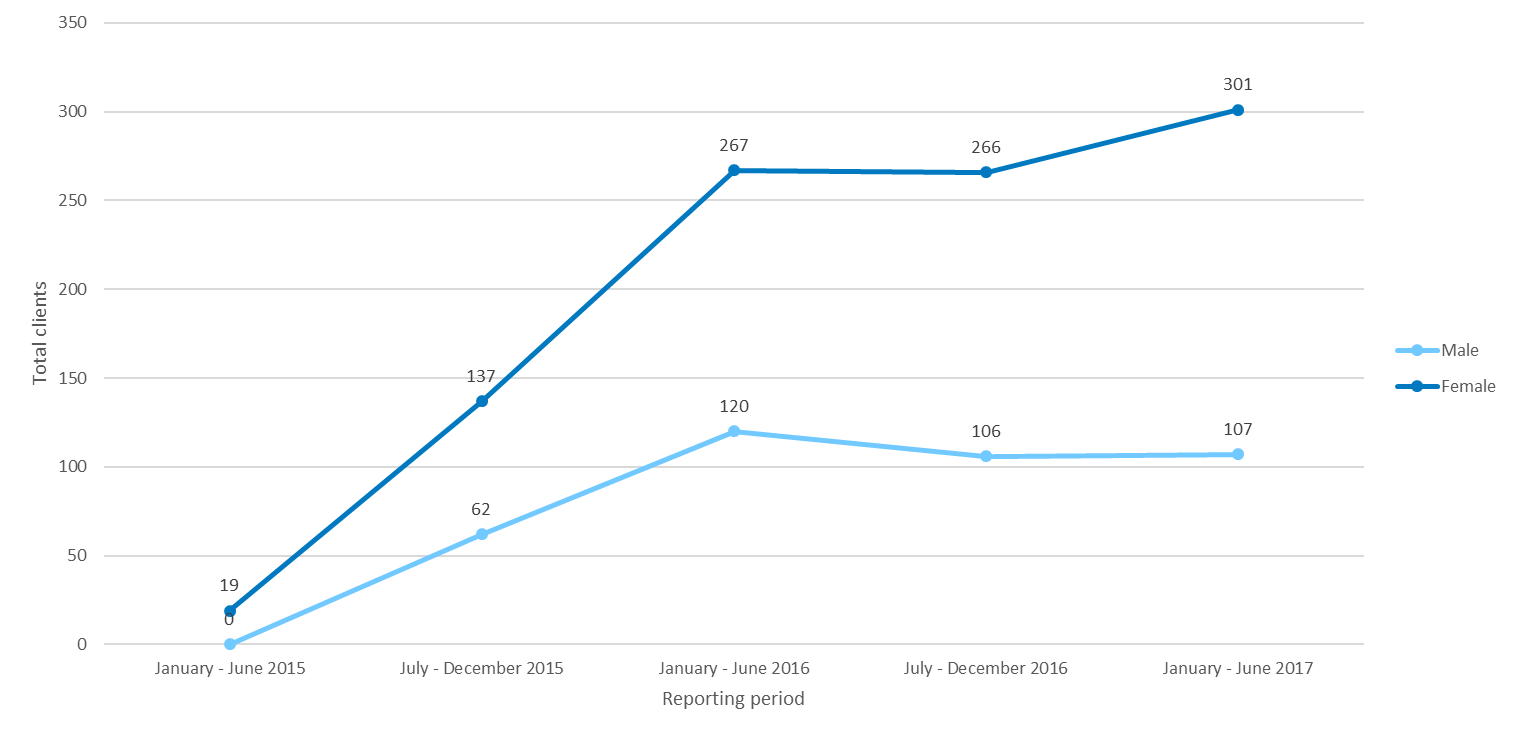 350
300
250
200
150
100
50
0
Total clients
301
267
266
137
120
106
107
62
19
0
January - June 2015
July - December 2015
January - June 2016
July - December 2016
January - June 2017
Reporting period
Male
Female